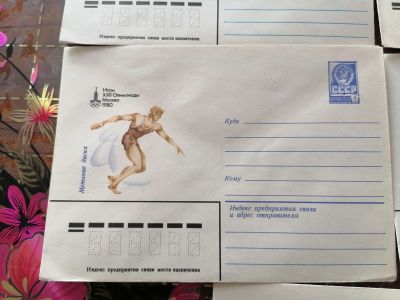 Индекс предприятия связи места назначения
Игры
XXII Олимпиады
Москва
1980
СССР
Куда
Метание диска
Кому
Индекс предприятия связи
и адрес отправителя
Индекс предприятия связи места назначения